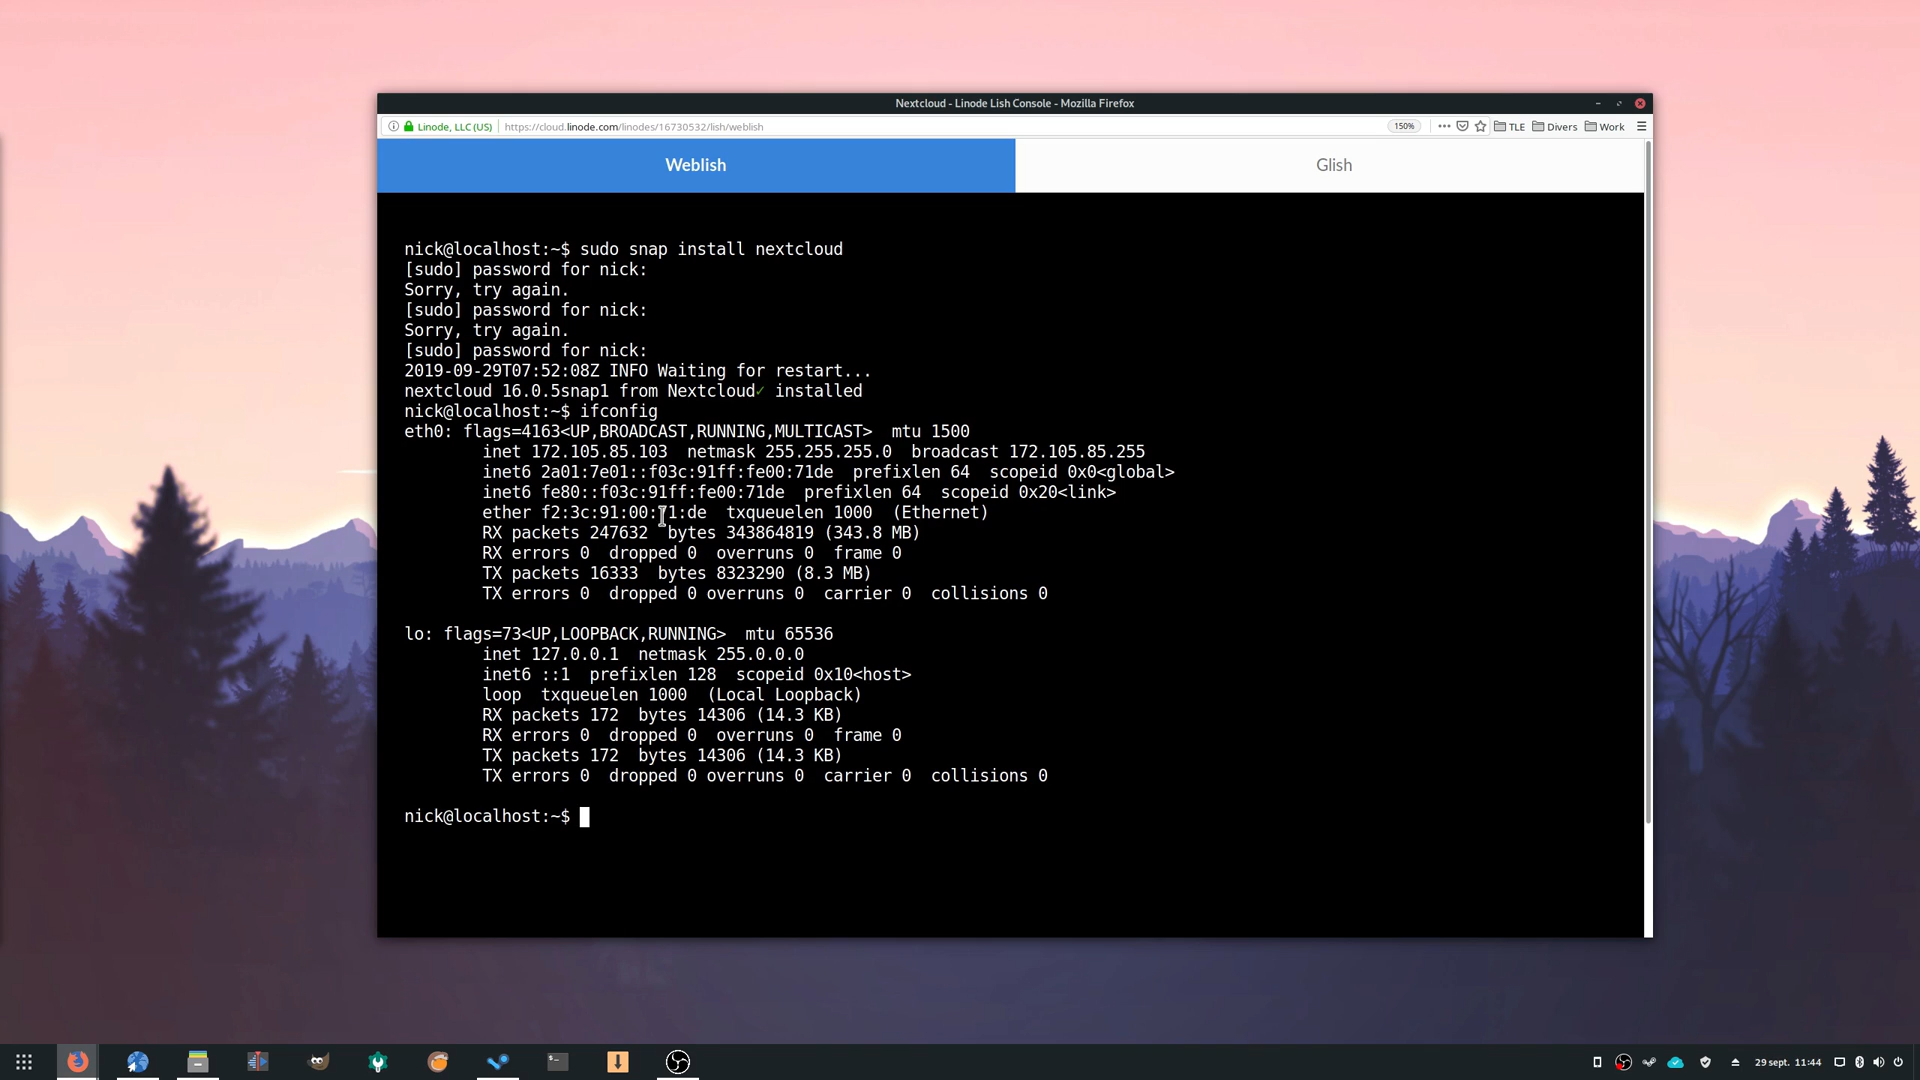 Nextcloud - Linode Lish Console - Mozilla Firefox
Linode, LLC (US) https://cloud.linode.com/linodes/16730532/lish/weblish 150% TLE Divers Work
Weblish Glish
nick@localhost:~$ sudo snap install nextcloud
[sudo] password for nick:
Sorry, try again.
[sudo] password for nick:
Sorry, try again.
[sudo] password for nick:
2019-09-29T07:52:08Z INFO Waiting for restart...
nextcloud 16.0.5snap1 from Nextcloud✓ installed
nick@localhost:~$ ifconfig
eth0: flags=4163<UP,BROADCAST,RUNNING,MULTICAST>  mtu 1500
inet 172.105.85.103  netmask 255.255.255.0  broadcast 172.105.85.255
inet6 2a01:7e01::f03c:91ff:fe00:71de  prefixlen 64  scopeid 0x0<global>
inet6 fe80::f03c:91ff:fe00:71de  prefixlen 64  scopeid 0x20<link>
ether f2:3c:91:00:71:de  txqueuelen 1000  (Ethernet)
RX packets 247632  bytes 343864819 (343.8 MB)
RX errors 0  dropped 0  overruns 0  frame 0
TX packets 16333  bytes 8323290 (8.3 MB)
TX errors 0  dropped 0 overruns 0  carrier 0  collisions 0
lo: flags=73<UP,LOOPBACK,RUNNING>  mtu 65536
inet 127.0.0.1  netmask 255.0.0.0
inet6 ::1  prefixlen 128  scopeid 0x10<host>
loop  txqueuelen 1000  (Local Loopback)
RX packets 172  bytes 14306 (14.3 KB)
RX errors 0  dropped 0  overruns 0  frame 0
TX packets 172  bytes 14306 (14.3 KB)
TX errors 0  dropped 0 overruns 0  carrier 0  collisions 0
nick@localhost:~$
29 sept. 11:44